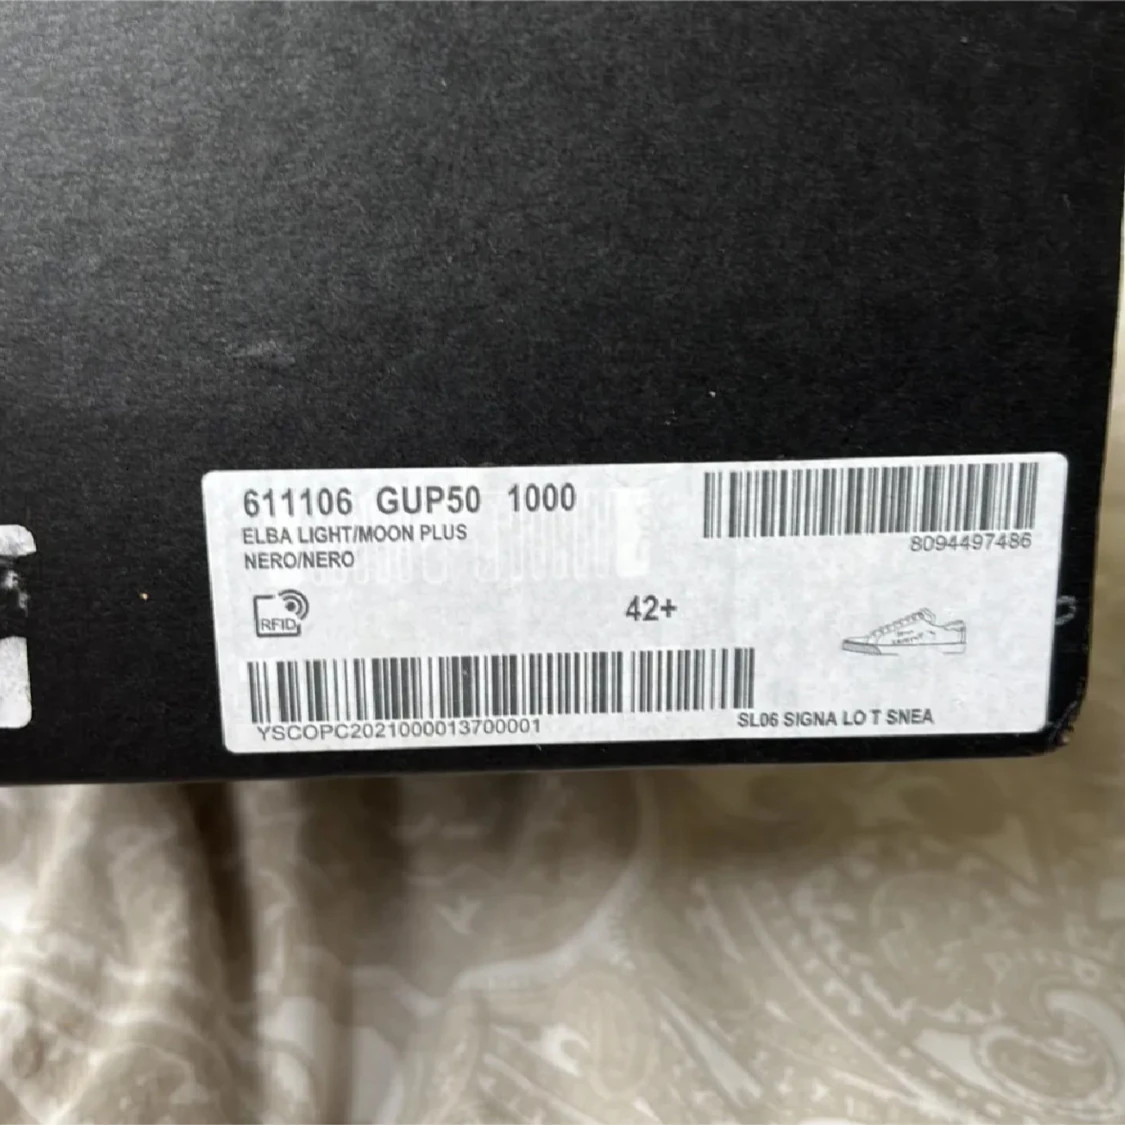 611106 GUP50 1000
ELBA LIGHT/MOON PLUS
NERO/NERO
8094497486
RFID
42+
YSCOPC2021000013700001
SL06 SIGNA LO T SNEA